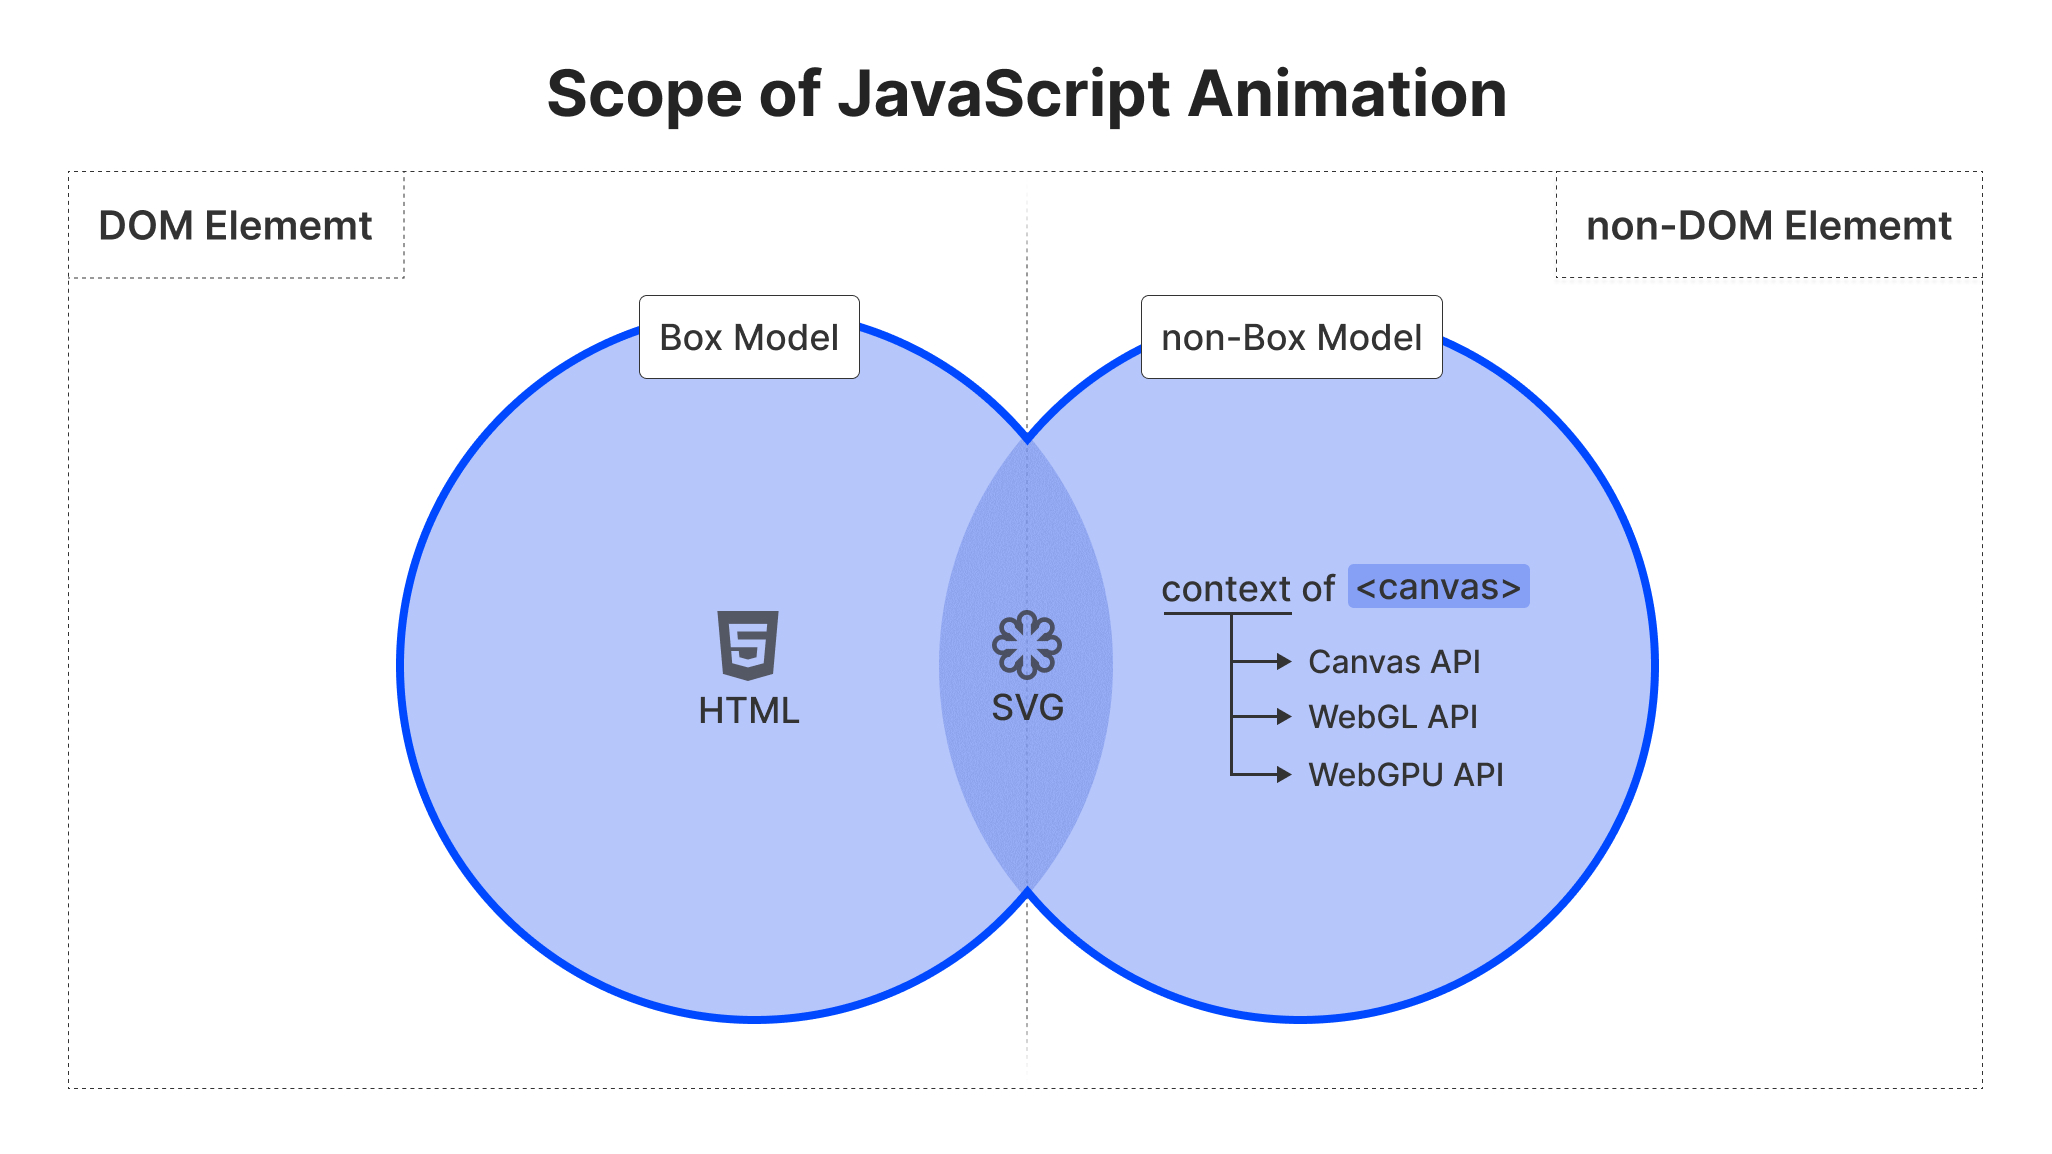 Scope of JavaScript Animation
DOM Elememt
non-DOM Elememt
Box Model
non-Box Model
HTML
SVG
context of <canvas>
Canvas API
WebGL API
WebGPU API